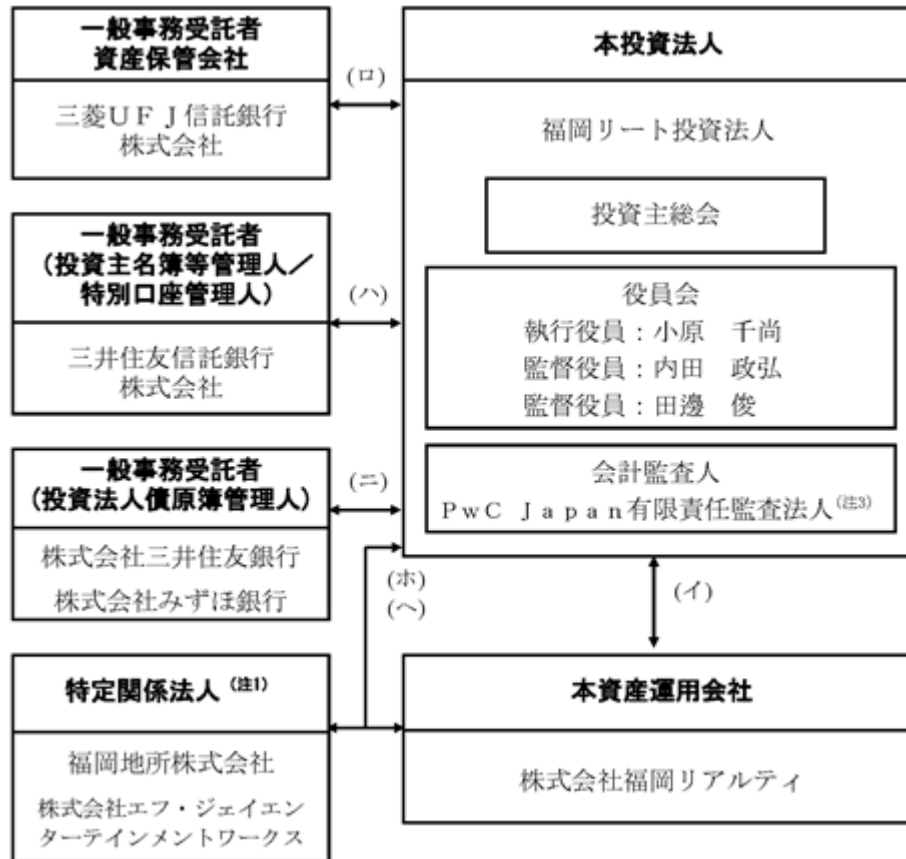 一般事務受託者
資産保管会社
三菱ＵＦＪ信託銀行
株式会社
(ロ)
一般事務受託者
（投資主名簿等管理人／
特別口座管理人）
三井住友信託銀行
株式会社
(ハ)
一般事務受託者
（投資法人債原簿管理人）
株式会社三井住友銀行
株式会社みずほ銀行
(ニ)
特定関係法人（注1）
福岡地所株式会社
株式会社エフ・ジェイエン
ターテインメントワークス
(ホ)
(ヘ)
本投資法人
福岡リート投資法人
投資主総会
役員会
執行役員：小原　千尚
監督役員：内田　政弘
監督役員：田邊　俊
会計監査人
ＰｗＣ　Ｊａｐａｎ有限責任監査法人（注3）
(イ)
本資産運用会社
株式会社福岡リアルティ